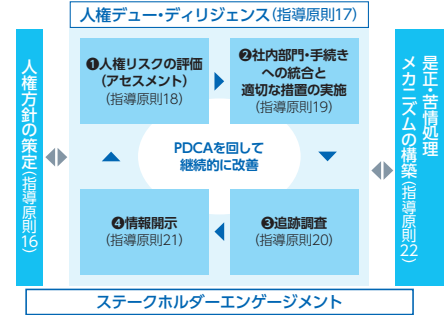 人権デュー・ディリジェンス(指導原則17)
人権方針の策定(指導原則16)
❶人権リスクの評価
(アセスメント)
(指導原則18)
❷社内部門・手続き
への統合と
適切な措置の実施
(指導原則19)
PDCAを回して
継続的に改善
❹情報開示
(指導原則21)
❸追跡調査
(指導原則20)
是正・苦情処理
メカニズムの構築(指導原則22)
ステークホルダーエンゲージメント